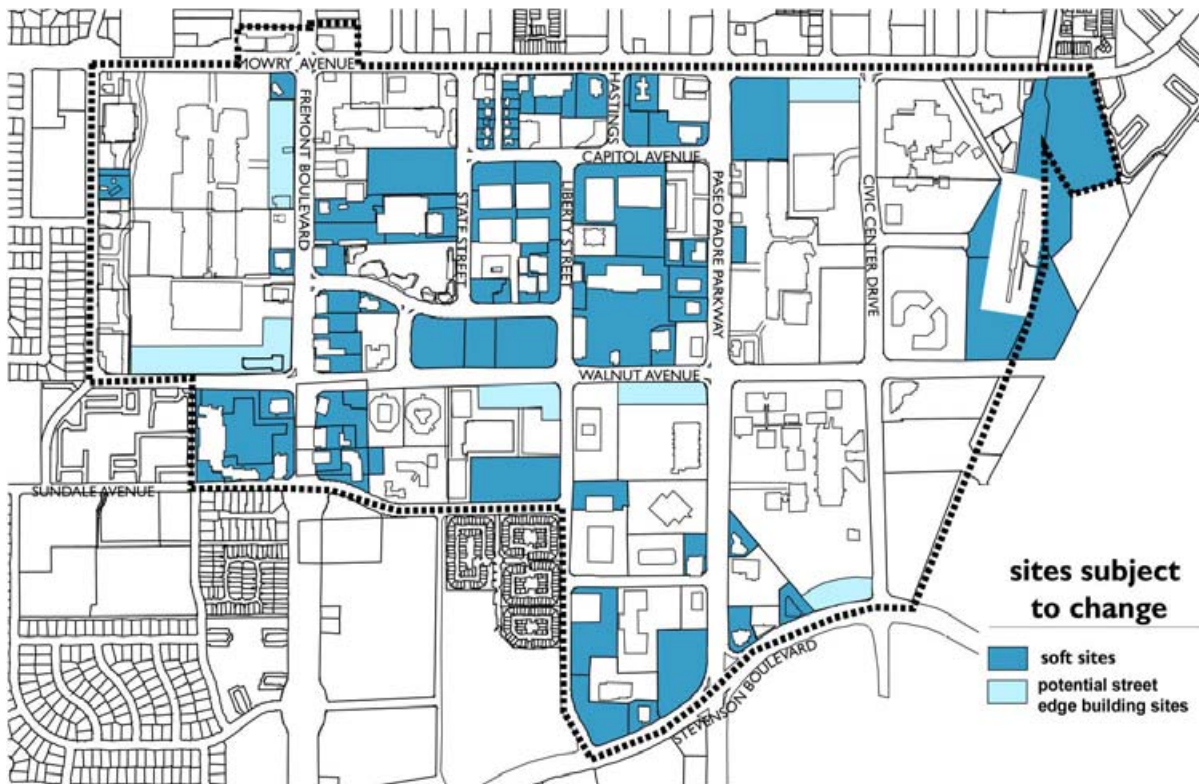 MOWRY AVENUE
FREMONT BOULEVARD
HASTINGS
CAPITOL AVENUE
STATE STREET
LIBERTY STREET
PASEO PADRE PARKWAY
CIVIC CENTER DRIVE
WALNUT AVENUE
SUNDALE AVENUE
STEVENSON BOULEVARD
sites subject
to change
soft sites
potential street
edge building sites